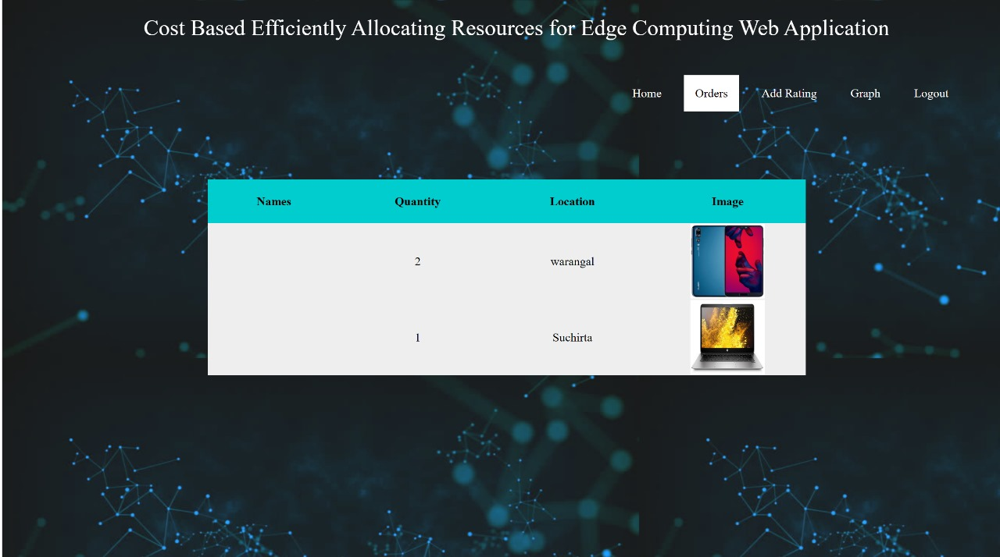 Cost Based Efficiently Allocating Resources for Edge Computing Web Application
Home Orders Add Rating Graph Logout
Names Quantity Location Image
2 warangal
1 Suchirta